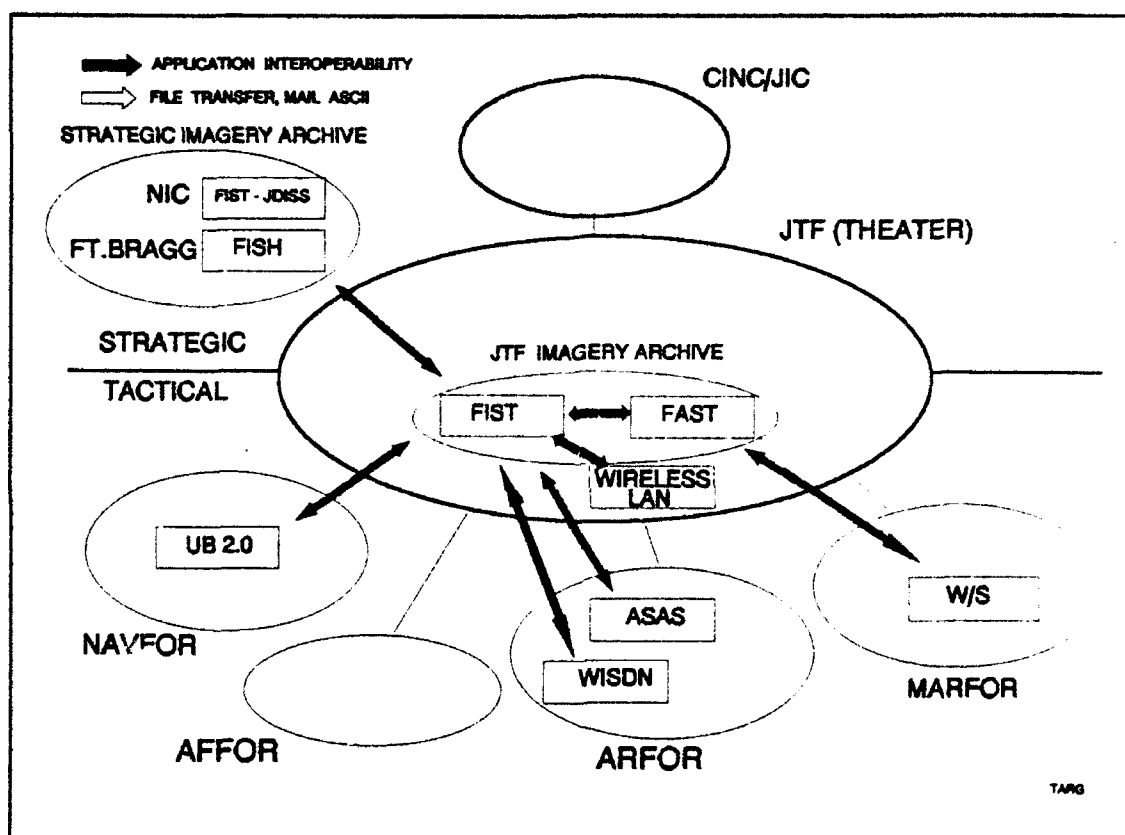 APPLICATION INTEROPERABILITY
FILE TRANSFER, MAIL ASCII
STRATEGIC IMAGERY ARCHIVE
NIC
FIST - JDISS
FT.BRAGG
FISH
CINC/JIC
JTF (THEATER)
STRATEGIC
TACTICAL
JTF IMAGERY ARCHIVE
FIST
FAST
WIRELESS
LAN
UB 2.0
NAVFOR
AFFOR
ASAS
WISDN
ARFOR
W/S
MARFOR
TARG